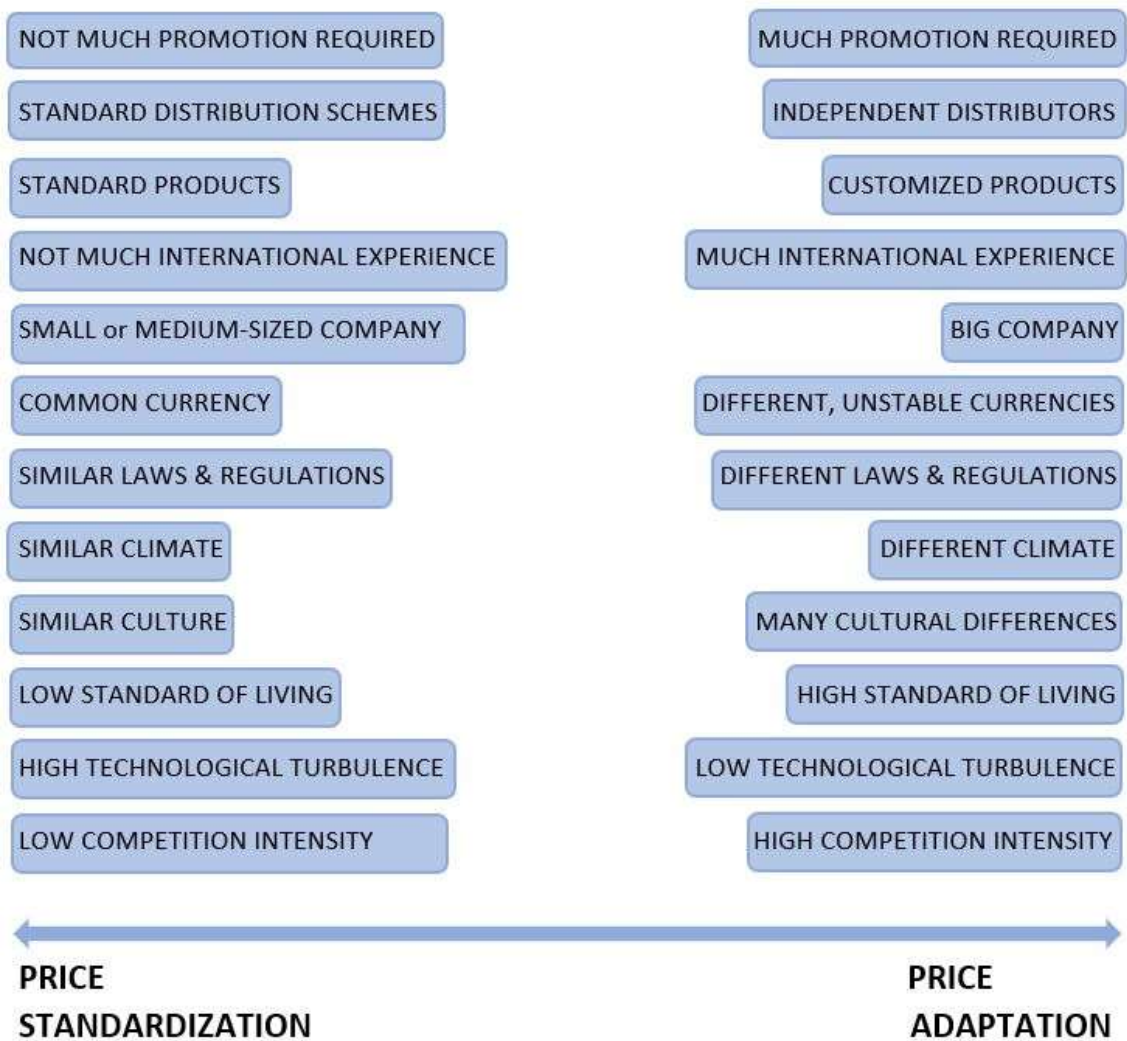 NOT MUCH PROMOTION REQUIRED
MUCH PROMOTION REQUIRED
STANDARD DISTRIBUTION SCHEMES
INDEPENDENT DISTRIBUTORS
STANDARD PRODUCTS
CUSTOMIZED PRODUCTS
NOT MUCH INTERNATIONAL EXPERIENCE
MUCH INTERNATIONAL EXPERIENCE
SMALL or MEDIUM-SIZED COMPANY
BIG COMPANY
COMMON CURRENCY
DIFFERENT, UNSTABLE CURRENCIES
SIMILAR LAWS & REGULATIONS
DIFFERENT LAWS & REGULATIONS
SIMILAR CLIMATE
DIFFERENT CLIMATE
SIMILAR CULTURE
MANY CULTURAL DIFFERENCES
LOW STANDARD OF LIVING
HIGH STANDARD OF LIVING
HIGH TECHNOLOGICAL TURBULENCE
LOW TECHNOLOGICAL TURBULENCE
LOW COMPETITION INTENSITY
HIGH COMPETITION INTENSITY
PRICE
STANDARDIZATION
PRICE
ADAPTATION